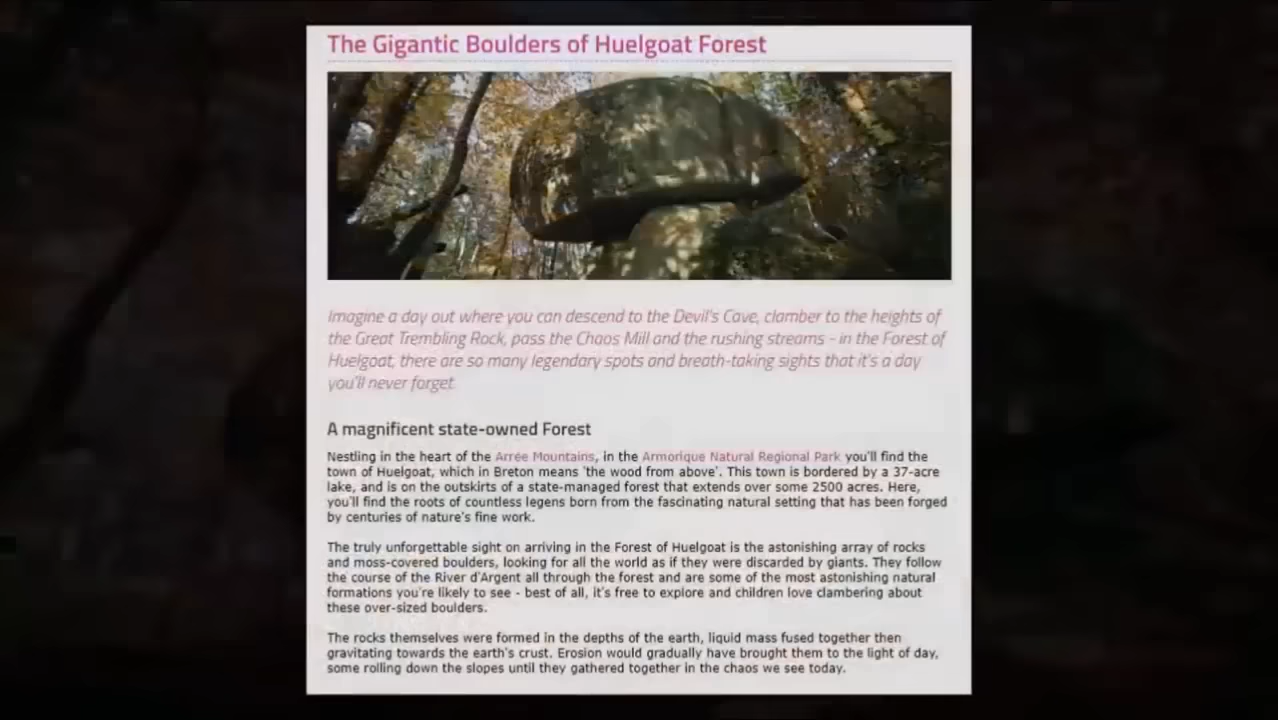 The Gigantic Boulders of Huelgoat Forest
Imagine a day out where you can descend to the Devil's Cave, clamber to the heights of
the Great Trembling Rock, pass the Chaos Mill and the rushing streams - in the Forest of
Huelgoat, there are so many legendary spots and breath-taking sights that it's a day
you'll never forget
A magnificent state-owned Forest
Nestling in the heart of the Arrée Mountains, in the Armorique Natural Regional Park you'll find the
town of Huelgoat, which in Breton means 'the wood from above'. This town is bordered by a 37-acre
lake, and is on the outskirts of a state-managed forest that extends over some 2500 acres. Here,
you'll find the roots of countless legens born from the fascinating natural setting that has been forged
by centuries of nature's fine work.
The truly unforgettable sight on arriving in the Forest of Huelgoat is the astonishing array of rocks
and moss-covered boulders, looking for all the world as if they were discarded by giants. They follow
the course of the River d'Argent all through the forest and are some of the most astonishing natural
formations you're likely to see - best of all, it's free to explore and children love clambering about
these over-sized boulders.
The rocks themselves were formed in the depths of the earth, liquid mass fused together then
gravitating towards the earth's crust. Erosion would gradually have brought them to the light of day,
some rolling down the slopes until they gathered together in the chaos we see today.